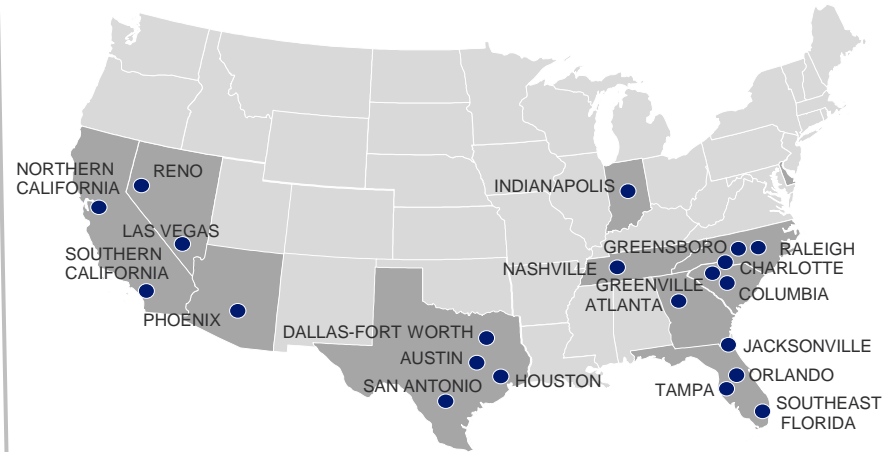 NORTHERN
CALIFORNIA
RENO
LAS VEGAS
SOUTHERN
CALIFORNIA
PHOENIX
DALLAS-FORT WORTH
AUSTIN
SAN ANTONIO
HOUSTON
INDIANAPOLIS
NASHVILLE
GREENSBORO
RALEIGH
CHARLOTTE
GREENVILLE
COLUMBIA
ATLANTA
JACKSONVILLE
ORLANDO
TAMPA
SOUTHEAST
FLORIDA